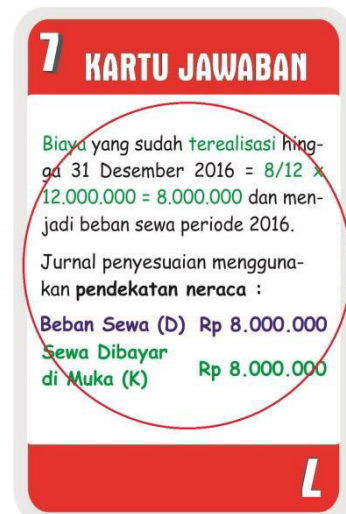 7 KARTU JAWABAN
Biaya yang sudah terealisasi hing-
ga 31 Desember 2016 = 8/12 x
12.000.000 = 8.000.000 dan men-
jadi beban sewa periode 2016.
Jurnal penyesuaian mengguna-
kan pendekatan neraca :
Beban Sewa (D) Rp 8.000.000
Sewa Dibayar
di Muka (K) Rp 8.000.000
7